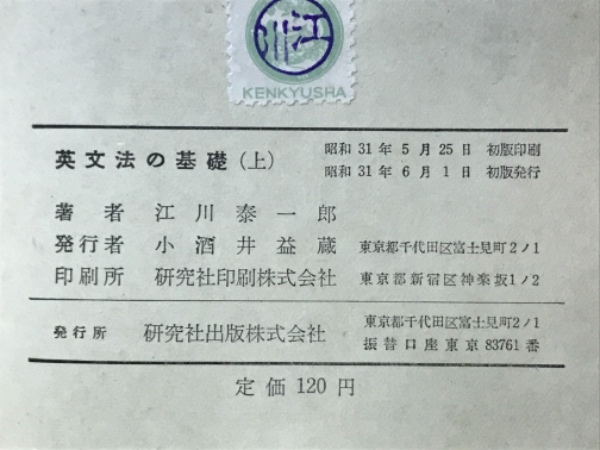 江川
KENKYUSHA
英文法の基礎(上)
昭和 31 年 5 月 25 日 初版印刷
昭和 31 年 6 月 1 日 初版発行
著者 江川泰一郎
発行者 小酒井益蔵 東京都千代田区富士見町2ノ1
印刷所 研究社印刷株式会社 東京都新宿区神楽坂1ノ2
発行所 研究社出版株式会社
東京都千代田区富士見町2ノ1
振替口座東京 83761 番
定価 120 円